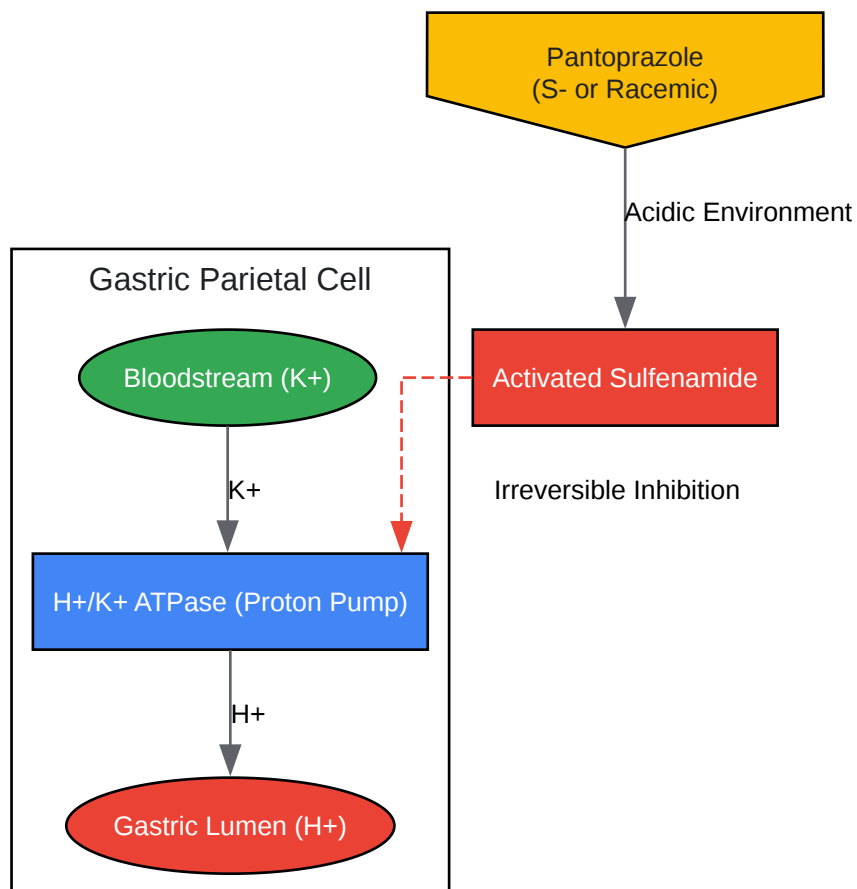 Pantoprazole
(S- or Racemic)
Acidic Environment
Gastric Parietal Cell
Bloodstream (K+)
Activated Sulfenamide
K+
Irreversible Inhibition
H+/K+ ATPase (Proton Pump)
H+
Gastric Lumen (H+)